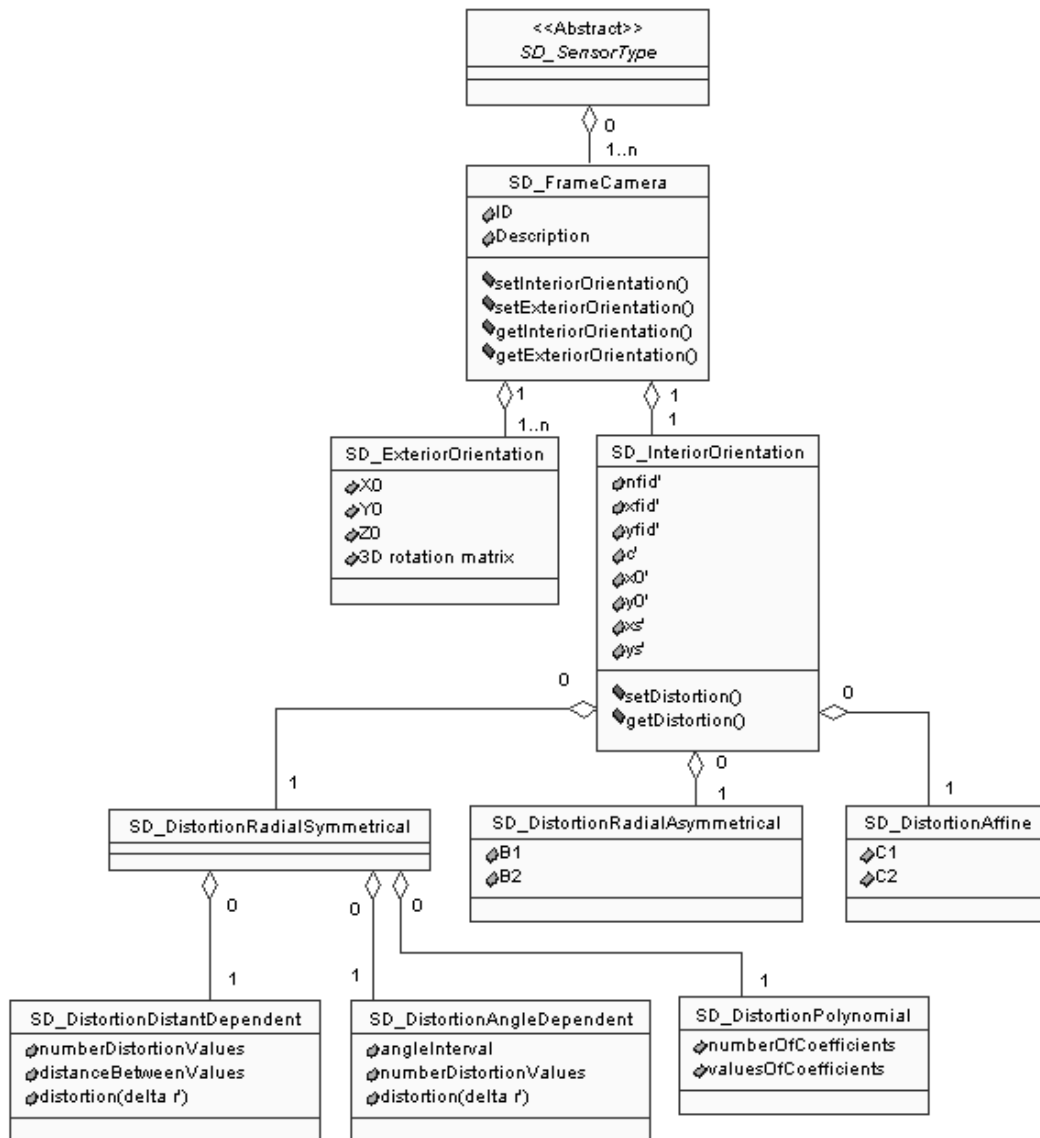 <<Abstract>>
SD_SensorType
0
1..n
SD_FrameCamera
ID
Description
setInteriorOrientation()
setExteriorOrientation()
getInteriorOrientation()
getExteriorOrientation()
1
1..n
1
1
SD_ExteriorOrientation
X0
Y0
Z0
3D rotation matrix
SD_InteriorOrientation
nfid'
xfid'
yfid'
c'
x0'
y0'
xs'
ys'
setDistortion()
getDistortion()
0
1
0
1
0
1
SD_DistortionRadialSymmetrical
SD_DistortionRadialAsymmetrical
B1
B2
SD_DistortionAffine
C1
C2
0
1
0
1
0
1
SD_DistortionDistantDependent
numberDistortionValues
distanceBetweenValues
distortion(delta r')
SD_DistortionAngleDependent
angleInterval
numberDistortionValues
distortion(delta r')
SD_DistortionPolynomial
numberOfCoefficients
valuesOfCoefficients